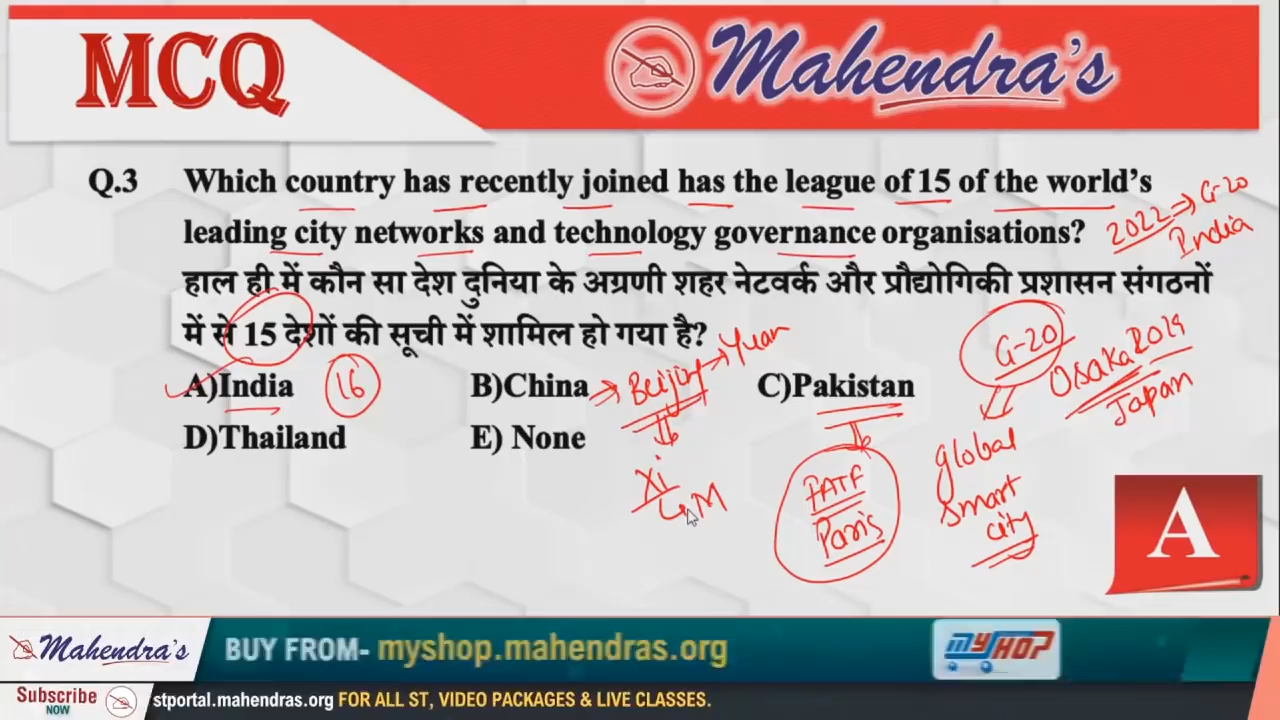 MCQ
Mahendra's
Q.3 Which country has recently joined has the league of 15 of the world's
leading city networks and technology governance organisations?
2022 → G-20
India
हाल ही में कौन सा देश दुनिया के अग्रणी शहर नेटवर्क और प्रौद्योगिकी प्रशासन संगठनों
में से 15 देशों की सूची में शामिल हो गया है?
A)India
16
B)China
Beijing → Yuan
C)Pakistan
G-20
Osaka 2019
Japan
D)Thailand
E) None
Xi
FATF
Paris
global
smart
city
A
Mahendra's
BUY FROM- myshop.mahendras.org
MYSHOP
Subscribe
NOW
stportal.mahendras.org FOR ALL ST, VIDEO PACKAGES & LIVE CLASSES.